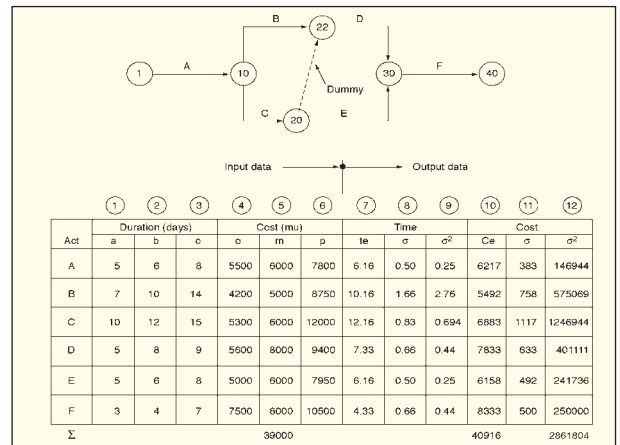 B 22 D
1 A 10 30 F 40
Dummy
C 20 E
Input data Output data
1 2 3 4 5 6 7 8 9 10 11 12
Duration (days) Cost (mu) Time Cost
Act a b c o m p te σ σ² Ce σ σ²
A 5 6 8 5500 6000 7800 6.16 0.50 0.25 6217 383 146944
B 7 10 14 4200 5000 8750 10.16 1.66 2.76 5492 758 575069
C 10 12 15 5300 6000 12000 12.16 0.83 0.694 6883 1117 1246944
D 5 8 9 5600 8000 9400 7.33 0.66 0.44 7833 633 401111
E 5 6 8 5000 6000 7950 6.16 0.50 0.25 6158 492 241736
F 3 4 7 7500 8000 10500 4.33 0.66 0.44 8333 500 250000
Σ 39000 40916 2861804